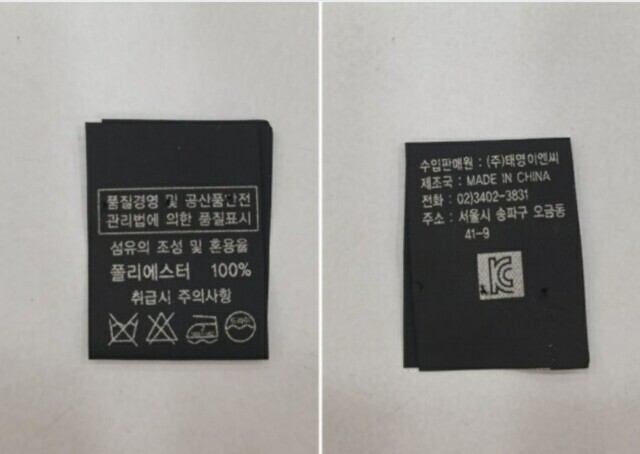 품질경영 및 공산품안전
관리법에 의한 품질표시
섬유의 조성 및 혼용율
폴리에스터 100%
취급시 주의사항
드라이
수입판매원 : (주)태영이엔씨
제조국 : MADE IN CHINA
전화 : 02)3402-3831
주소 : 서울시 송파구 오금동
41-9
KC